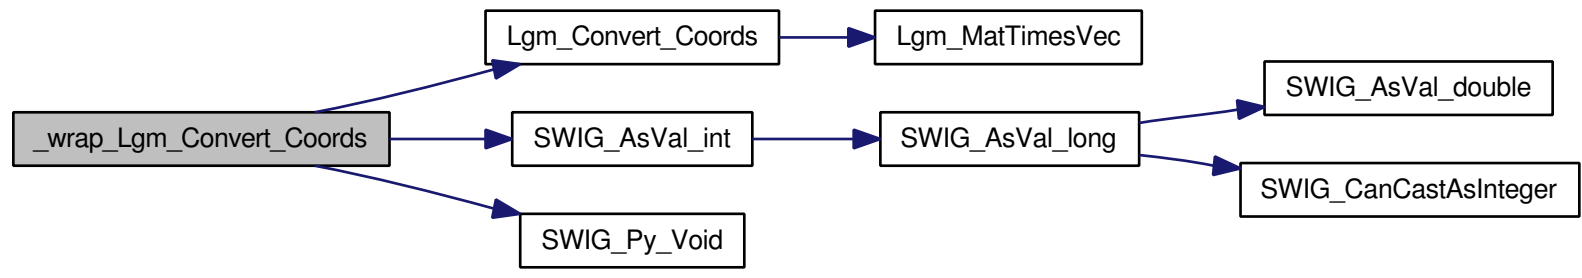 Lgm_Convert_Coords
Lgm_MatTimesVec
_wrap_Lgm_Convert_Coords
SWIG_AsVal_int
SWIG_AsVal_long
SWIG_AsVal_double
SWIG_CanCastAsInteger
SWIG_Py_Void